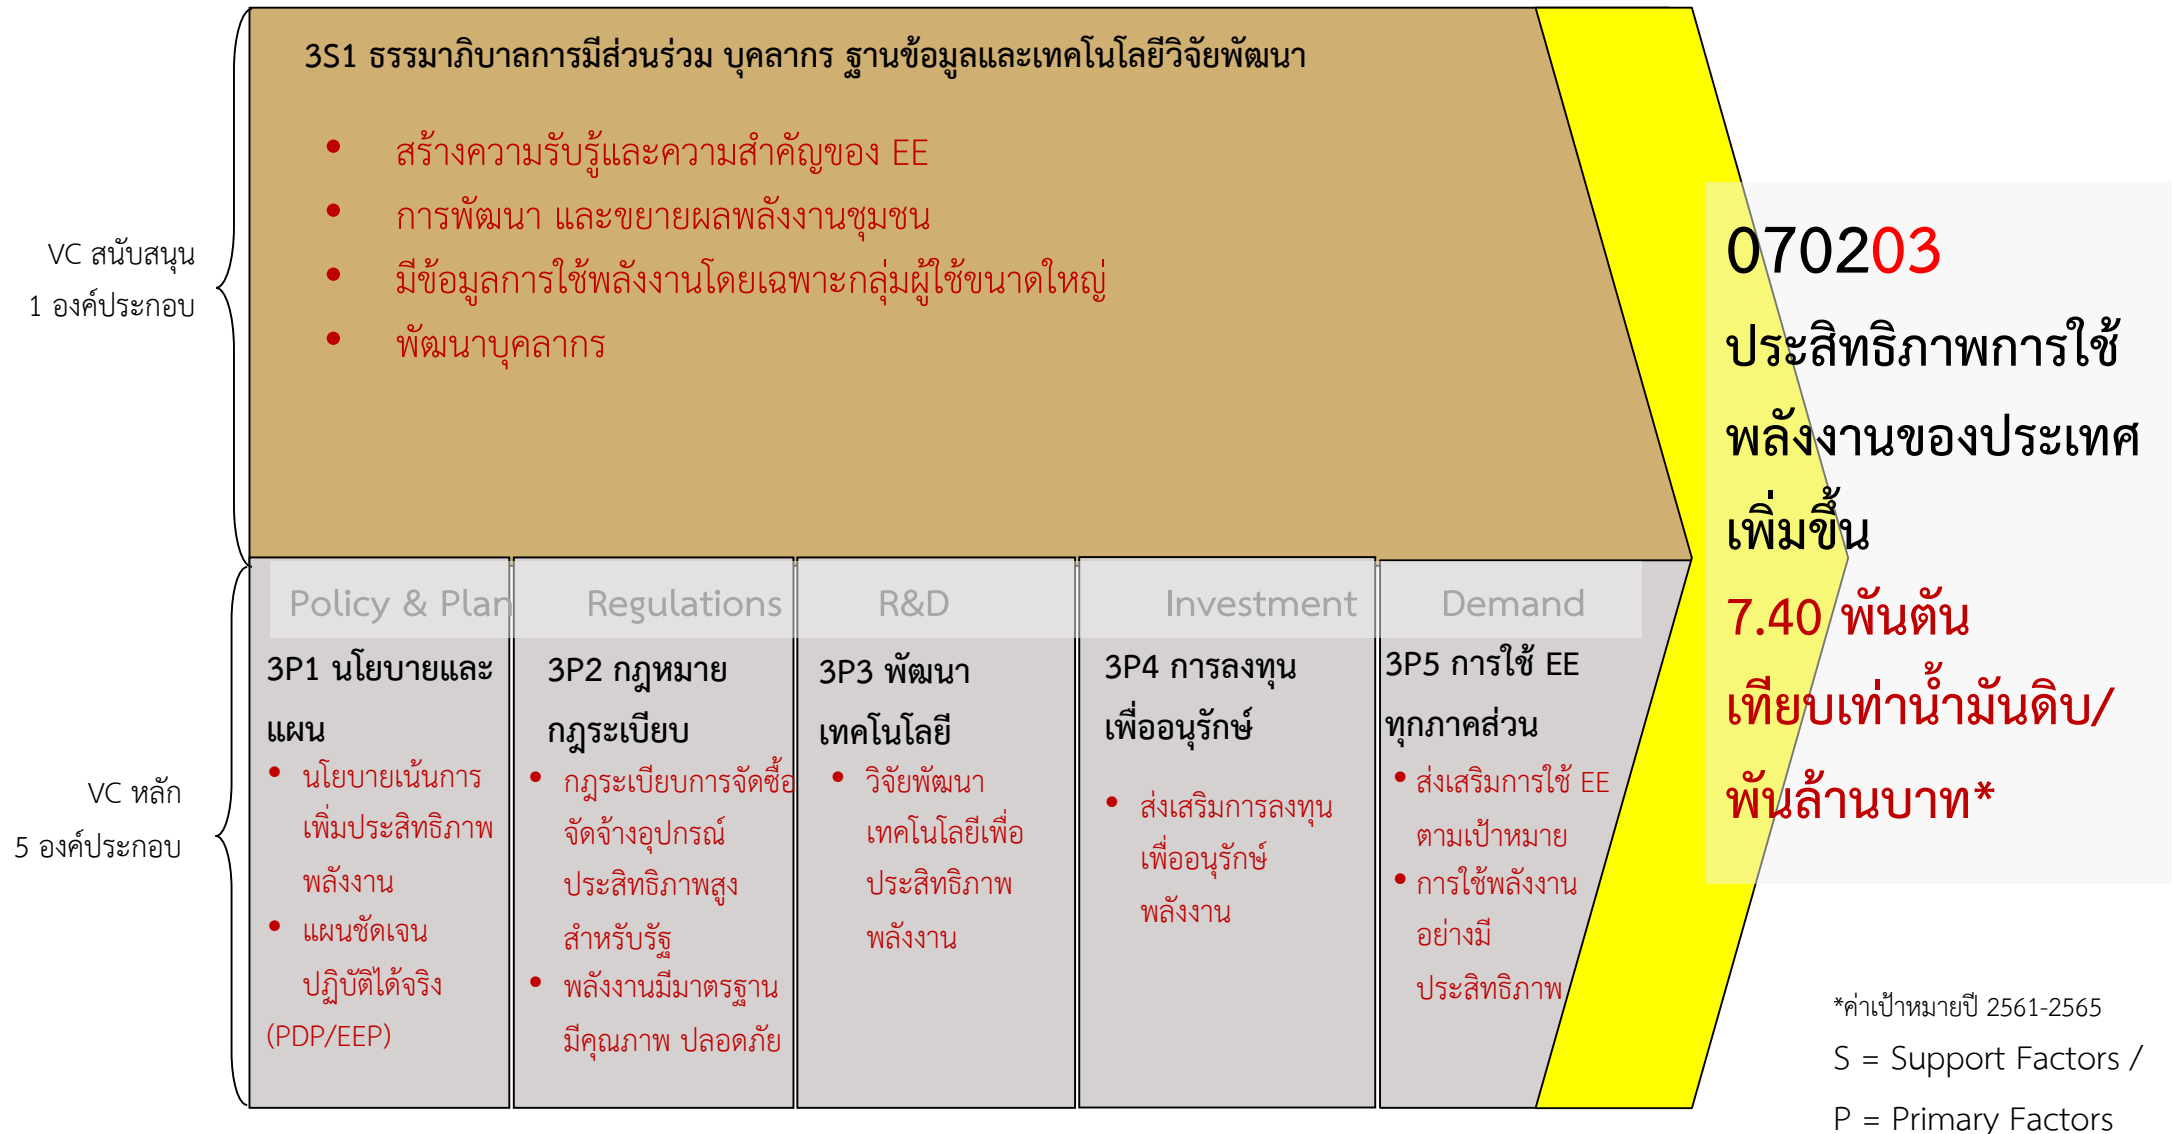 3S1 ธรรมาภิบาลการมีส่วนร่วม บุคลากร ฐานข้อมูลและเทคโนโลยีวิจัยพัฒนา
• สร้างความรับรู้และความสำคัญของ EE
• การพัฒนา และขยายผลพลังงานชุมชน
• มีข้อมูลการใช้พลังงานโดยเฉพาะกลุ่มผู้ใช้ขนาดใหญ่
• พัฒนาบุคลากร
VC สนับสนุน
1 องค์ประกอบ
VC หลัก
5 องค์ประกอบ
Policy & Plan
3P1 นโยบายและ
แผน
• นโยบายเน้นการ
เพิ่มประสิทธิภาพ
พลังงาน
• แผนชัดเจน
ปฏิบัติได้จริง
(PDP/EEP)
Regulations
3P2 กฎหมาย
กฎระเบียบ
• กฎระเบียบการจัดซื้อ
จัดจ้างอุปกรณ์
ประสิทธิภาพสูง
สำหรับรัฐ
• พลังงานมีมาตรฐาน
มีคุณภาพ ปลอดภัย
R&D
3P3 พัฒนา
เทคโนโลยี
• วิจัยพัฒนา
เทคโนโลยีเพื่อ
ประสิทธิภาพ
พลังงาน
Investment
3P4 การลงทุน
เพื่ออนุรักษ์
• ส่งเสริมการลงทุน
เพื่ออนุรักษ์
พลังงาน
Demand
3P5 การใช้ EE
ทุกภาคส่วน
• ส่งเสริมการใช้ EE
ตามเป้าหมาย
• การใช้พลังงาน
อย่างมี
ประสิทธิภาพ
070203
ประสิทธิภาพการใช้
พลังงานของประเทศ
เพิ่มขึ้น
7.40 พันตัน
เทียบเท่าน้ำมันดิบ/
พันล้านบาท*
*ค่าเป้าหมายปี 2561-2565
S = Support Factors /
P = Primary Factors